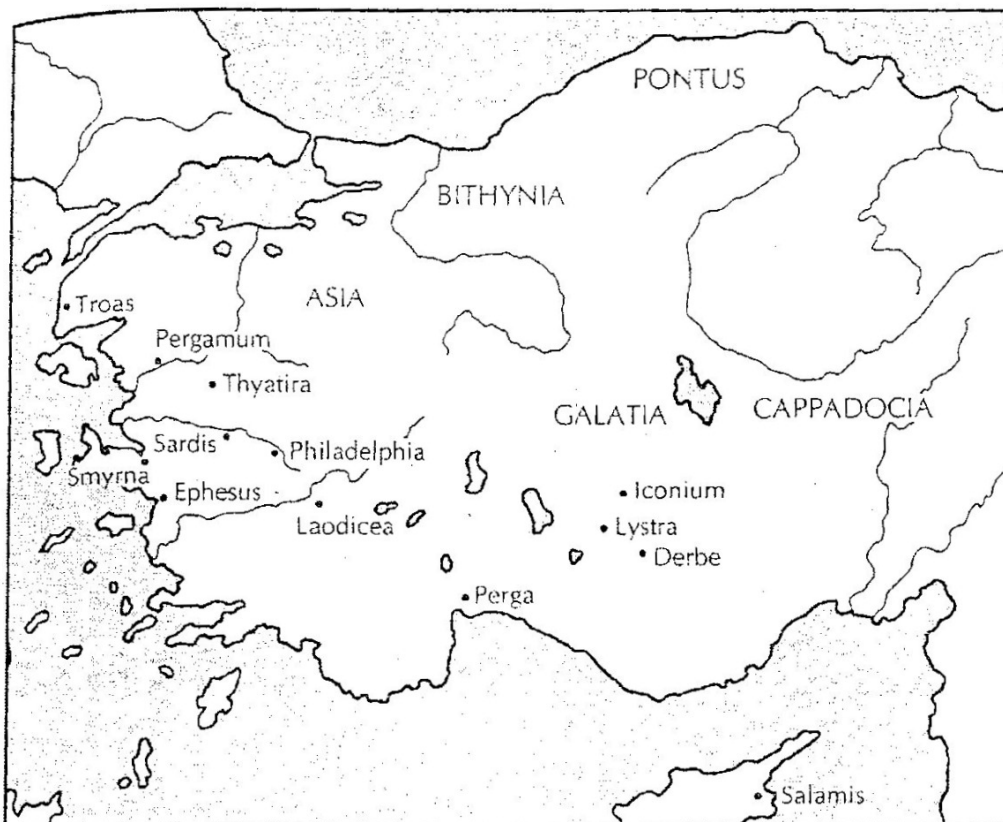 PONTUS
BITHYNIA
ASIA
Troas
Pergamum
Thyatira
GALATIA
CAPPADOCIA
Sardis
Philadelphia
Smyrna
Ephesus
Iconium
Laodicea
Lystra
Derbe
Perga
Salamis